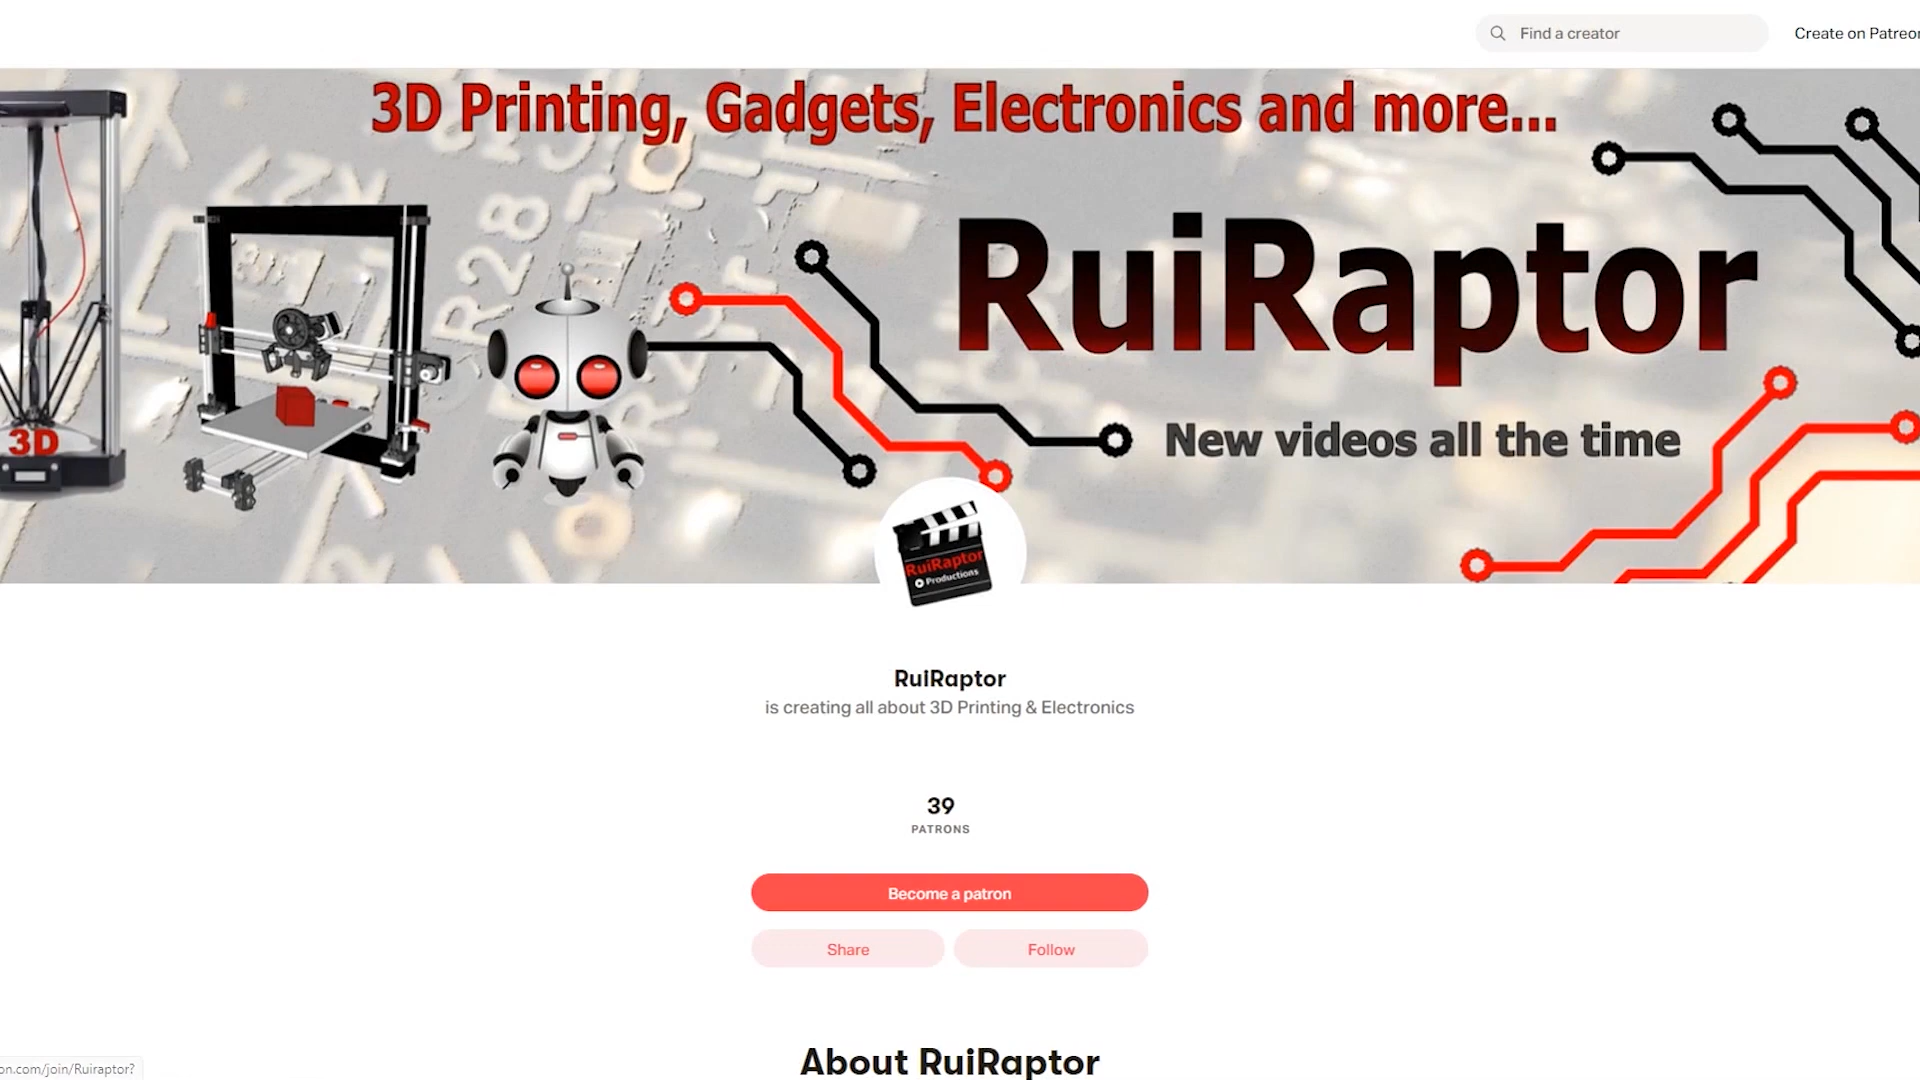 Find a creator
Create on Patreon
3D Printing, Gadgets, Electronics and more...
R28
RuiRaptor
New videos all the time
3D
RuiRaptor
Productions
RuiRaptor
is creating all about 3D Printing & Electronics
39
PATRONS
Become a patron
Share
Follow
About RuiRaptor
on.com/join/Ruiraptor?